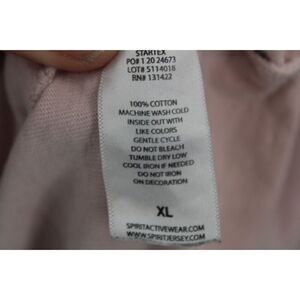 STARTEX
PO# 1 20 24673
LOT# S114018
RN# 131422
100% COTTON
MACHINE WASH COLD
INSIDE OUT WITH
LIKE COLORS
GENTLE CYCLE
DO NOT BLEACH
TUMBLE DRY LOW
COOL IRON IF NEEDED
DO NOT IRON
ON DECORATION
XL
SPIRITACTIVEWEAR.COM
WWW.SPIRITJERSEY.COM